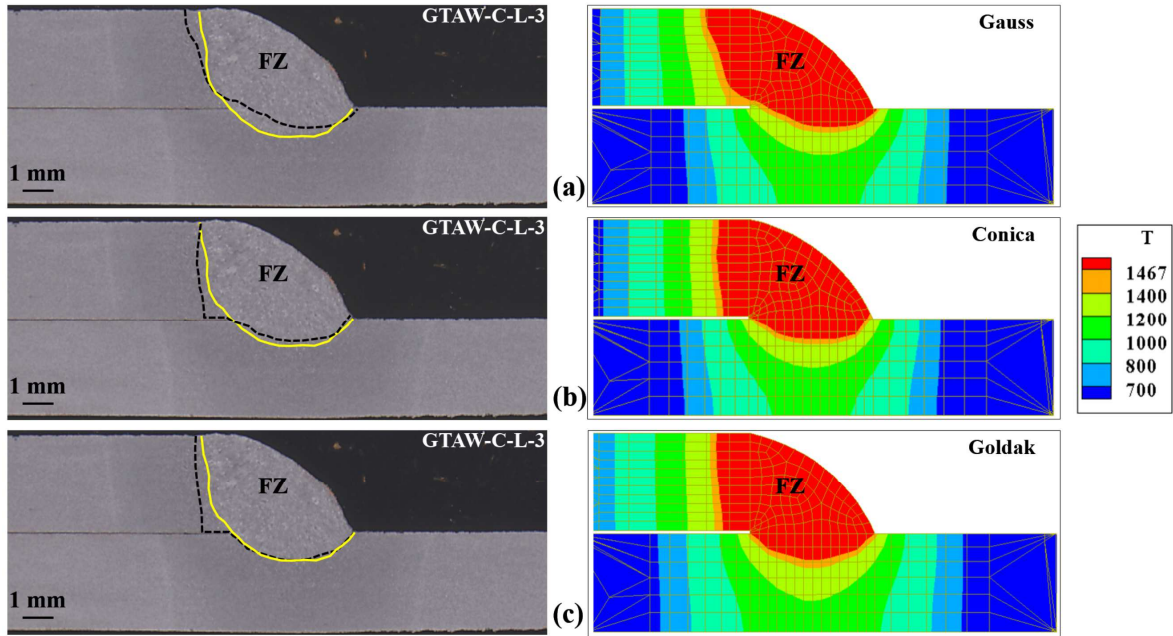 GTAW-C-L-3
FZ
1 mm
Gauss
FZ
(a)
GTAW-C-L-3
FZ
1 mm
Conica
FZ
(b)
T
1467
1400
1200
1000
800
700
GTAW-C-L-3
FZ
1 mm
Goldak
FZ
(c)